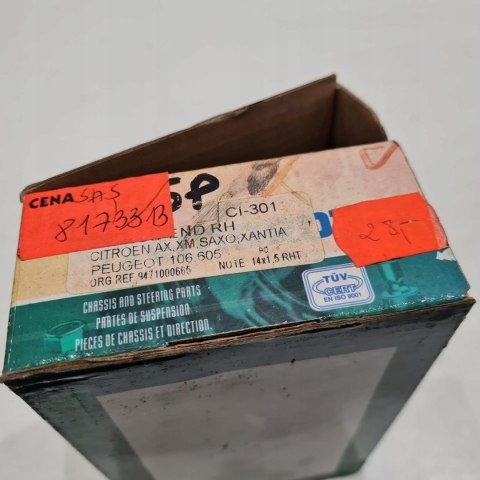 CENA SAS
81733B
SP
CI-301
END RH
CITROEN AX,XM,SAXO,XANTIA
PEUGEOT 106,605
ORG REF 9471000665
NOTE 14x1,5 RHT
28,-
CHASSIS AND STEERING PARTS
PARTES DE SUSPENSION
PIÈCES DE CHASSIS ET DIRECTION
TÜV
CERT
EN ISO 9001